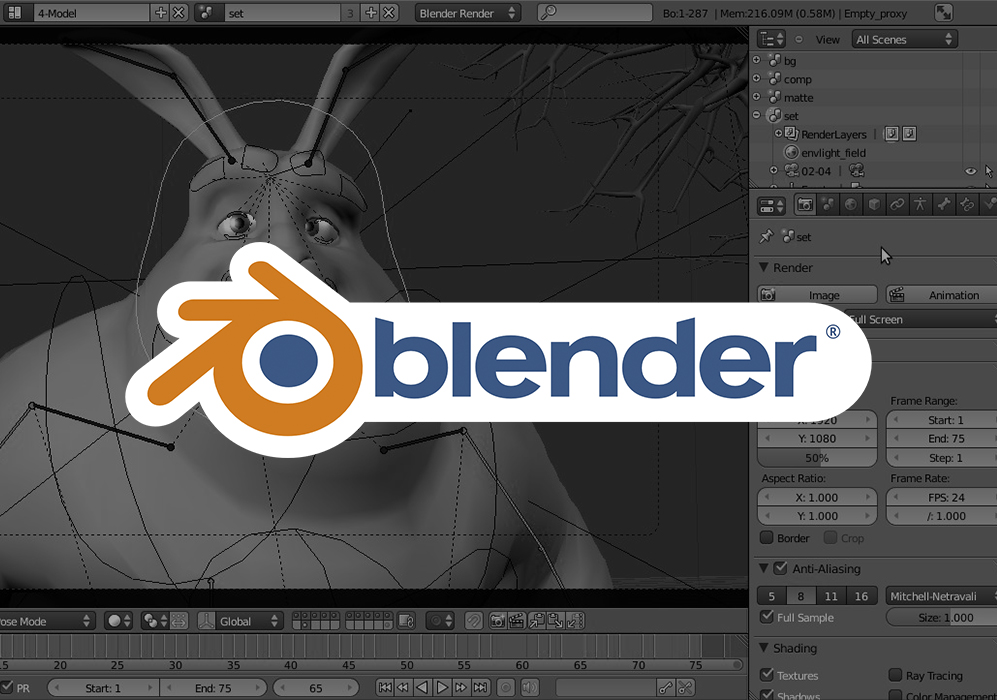 4-Model
set
3
Blender Render
Bo:1-287 | Mem:216.09M (0.58M) | Empty_proxy
View
All Scenes
bg
comp
matte
set
RenderLayers |
envlight_field
02-04 |
set
Render
Image
Animation
Full Screen
blender®
Frame Range:
X: 1920
Start: 1
Y: 1080
End: 75
50%
Step: 1
Aspect Ratio:
Frame Rate:
X: 1.000
FPS: 24
Y: 1.000
/: 1.000
Border
Crop
Anti-Aliasing
5
8
11
16
Mitchell-Netravali
Full Sample
Size: 1.000
ose Mode
Global
Shading
15 20 25 30 35 40 45 50 55 60 65 70 75
Textures
Ray Tracing
PR
Start: 1
End: 75
65
Shadows
Color Management